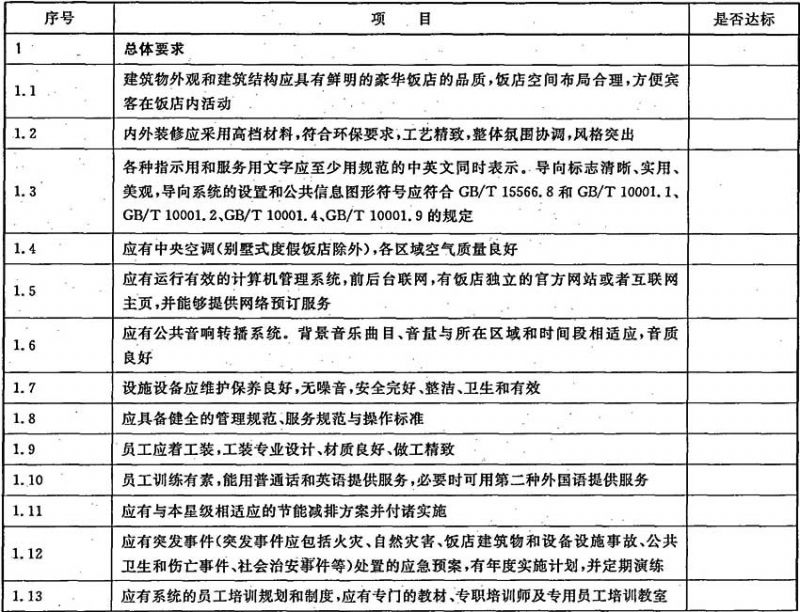 序号 项 目 是否达标
1 总体要求
1.1 建筑物外观和建筑结构应具有鲜明的豪华饭店的品质,饭店空间布局合理,方便宾
客在饭店内活动
1.2 内外装修应采用高档材料,符合环保要求,工艺精致,整体氛围协调,风格突出
1.3 各种指示用和服务用文字应至少用规范的中英文同时表示。导向标志清晰、实用、
美观,导向系统的设置和公共信息图形符号应符合 GB/T 15566.8 和 GB/T 10001.1、
GB/T 10001.2、GB/T 10001.4、GB/T 10001.9 的规定
1.4 应有中央空调(别墅式度假饭店除外),各区域空气质量良好
1.5 应有运行有效的计算机管理系统,前后台联网,有饭店独立的官方网站或者互联网
主页,并能够提供网络预订服务
1.6 应有公共音响转播系统。背景音乐曲目、音量与所在区域和时间段相适应,音质
良好
1.7 设施设备应维护保养良好,无噪音,安全完好、整洁、卫生和有效
1.8 应具备健全的管理规范、服务规范与操作标准
1.9 员工应着工装,工装专业设计、材质良好、做工精致
1.10 员工训练有素,能用普通话和英语提供服务,必要时可用第二种外国语提供服务
1.11 应有与本星级相适应的节能减排方案并付诸实施
1.12 应有突发事件(突发事件应包括火灾、自然灾害、饭店建筑物和设备设施事故、公共
卫生和伤亡事件、社会治安事件等)处置的应急预案,有年度实施计划,并定期演练
1.13 应有系统的员工培训规划和制度,应有专门的教材、专职培训师及专用员工培训教室